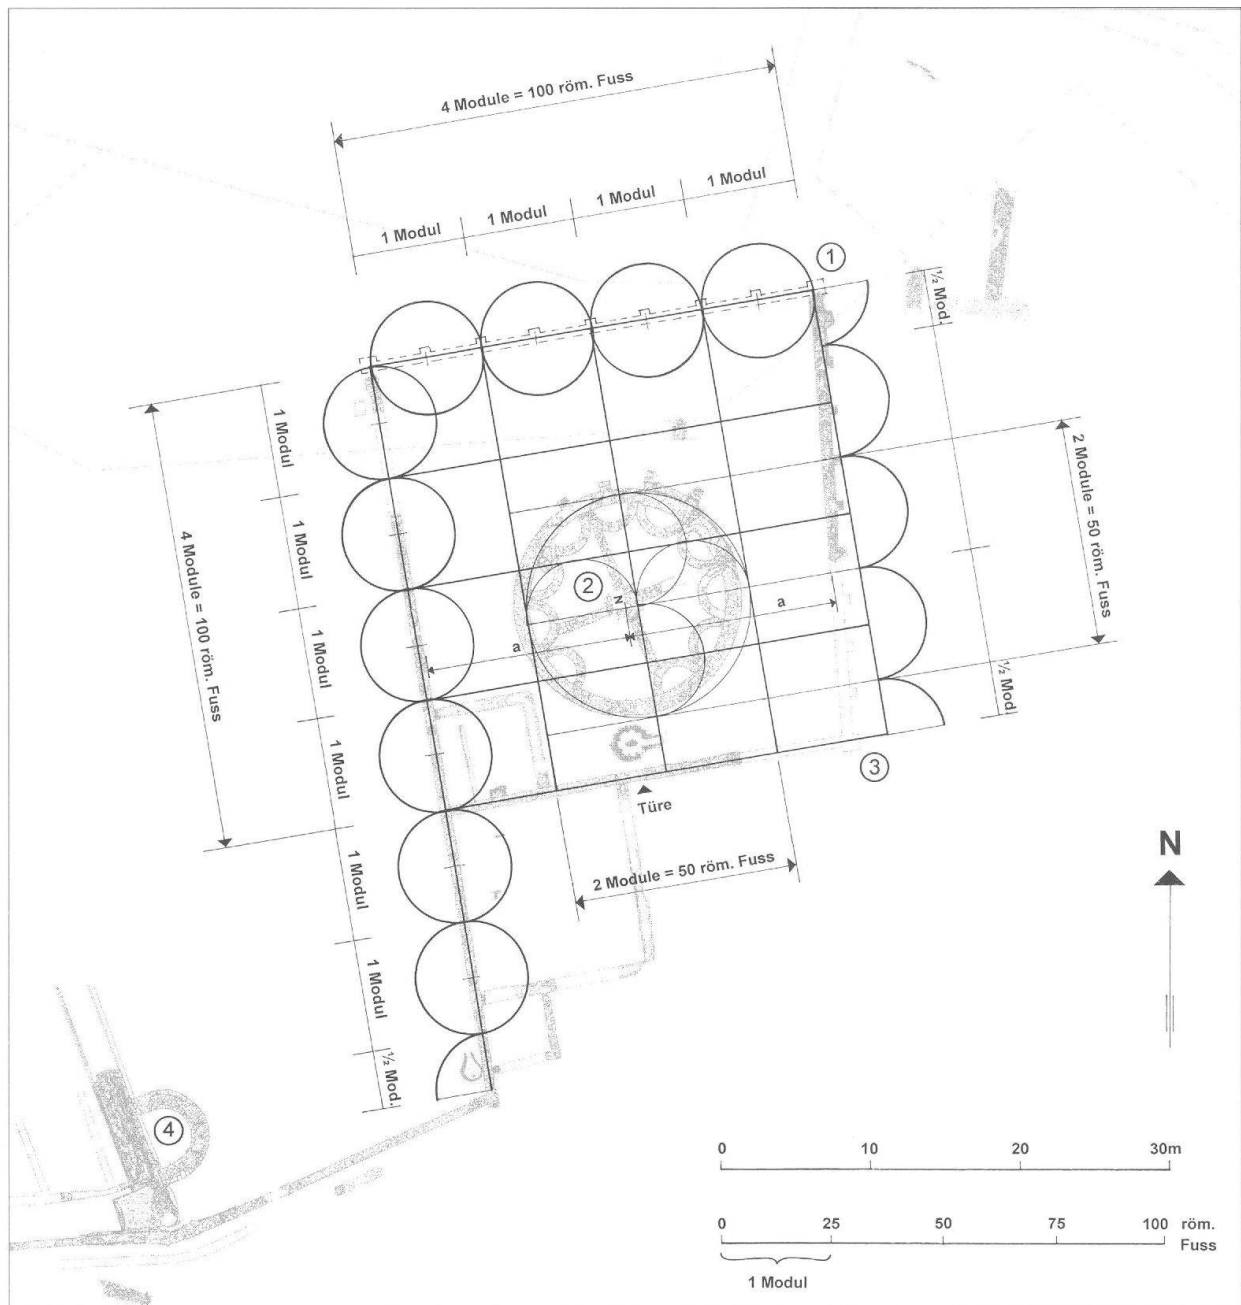 4 Module = 100 röm. Fuss
1 Modul
1 Modul
1 Modul
1 Modul
1
½ Mod.
1 Modul
1 Modul
1 Modul
1 Modul
1 Modul
1 Modul
½ Mod.
4 Module = 100 röm. Fuss
2 Module = 50 röm. Fuss
½ Mod
2
N
a
a
3
Türe
2 Module = 50 röm. Fuss
N
4
0 10 20 30m
0 25 50 75 100 röm.
Fuss
1 Modul